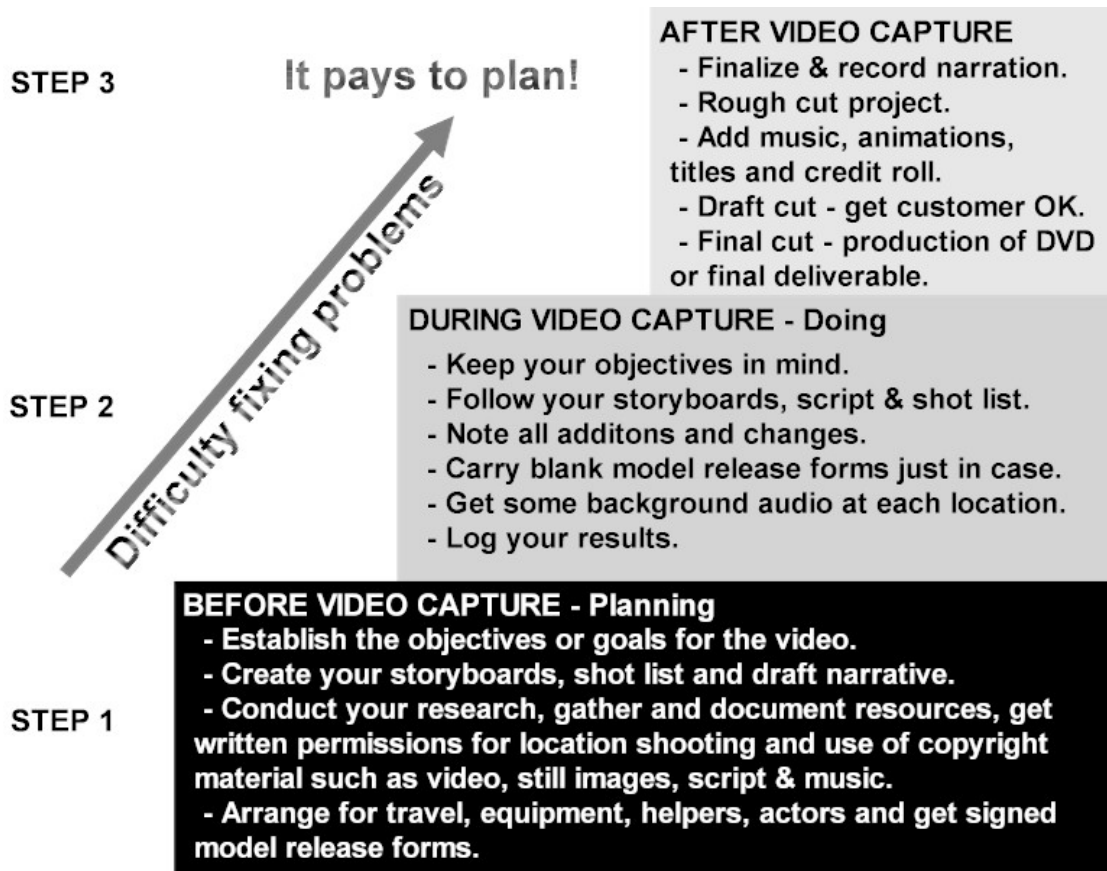 STEP 3
It pays to plan!
AFTER VIDEO CAPTURE
- Finalize & record narration.
- Rough cut project.
- Add music, animations,
titles and credit roll.
- Draft cut - get customer OK.
- Final cut - production of DVD
or final deliverable.
Difficulty fixing problems
STEP 2
DURING VIDEO CAPTURE - Doing
- Keep your objectives in mind.
- Follow your storyboards, script & shot list.
- Note all additons and changes.
- Carry blank model release forms just in case.
- Get some background audio at each location.
- Log your results.
STEP 1
BEFORE VIDEO CAPTURE - Planning
- Establish the objectives or goals for the video.
- Create your storyboards, shot list and draft narrative.
- Conduct your research, gather and document resources, get
written permissions for location shooting and use of copyright
material such as video, still images, script & music.
- Arrange for travel, equipment, helpers, actors and get signed
model release forms.